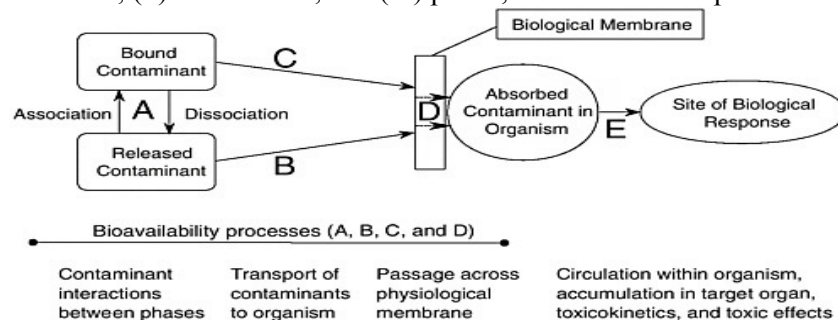 Biological Membrane
Bound
Contaminant
C
Association
A
Dissociation
D
Absorbed
Contaminant in
Organism
E
Site of Biological
Response
Released
Contaminant
B
Bioavailability processes (A, B, C, and D)
Contaminant
interactions
between phases
Transport of
contaminants
to organism
Passage across
physiological
membrane
Circulation within organism,
accumulation in target organ,
toxicokinetics, and toxic effects